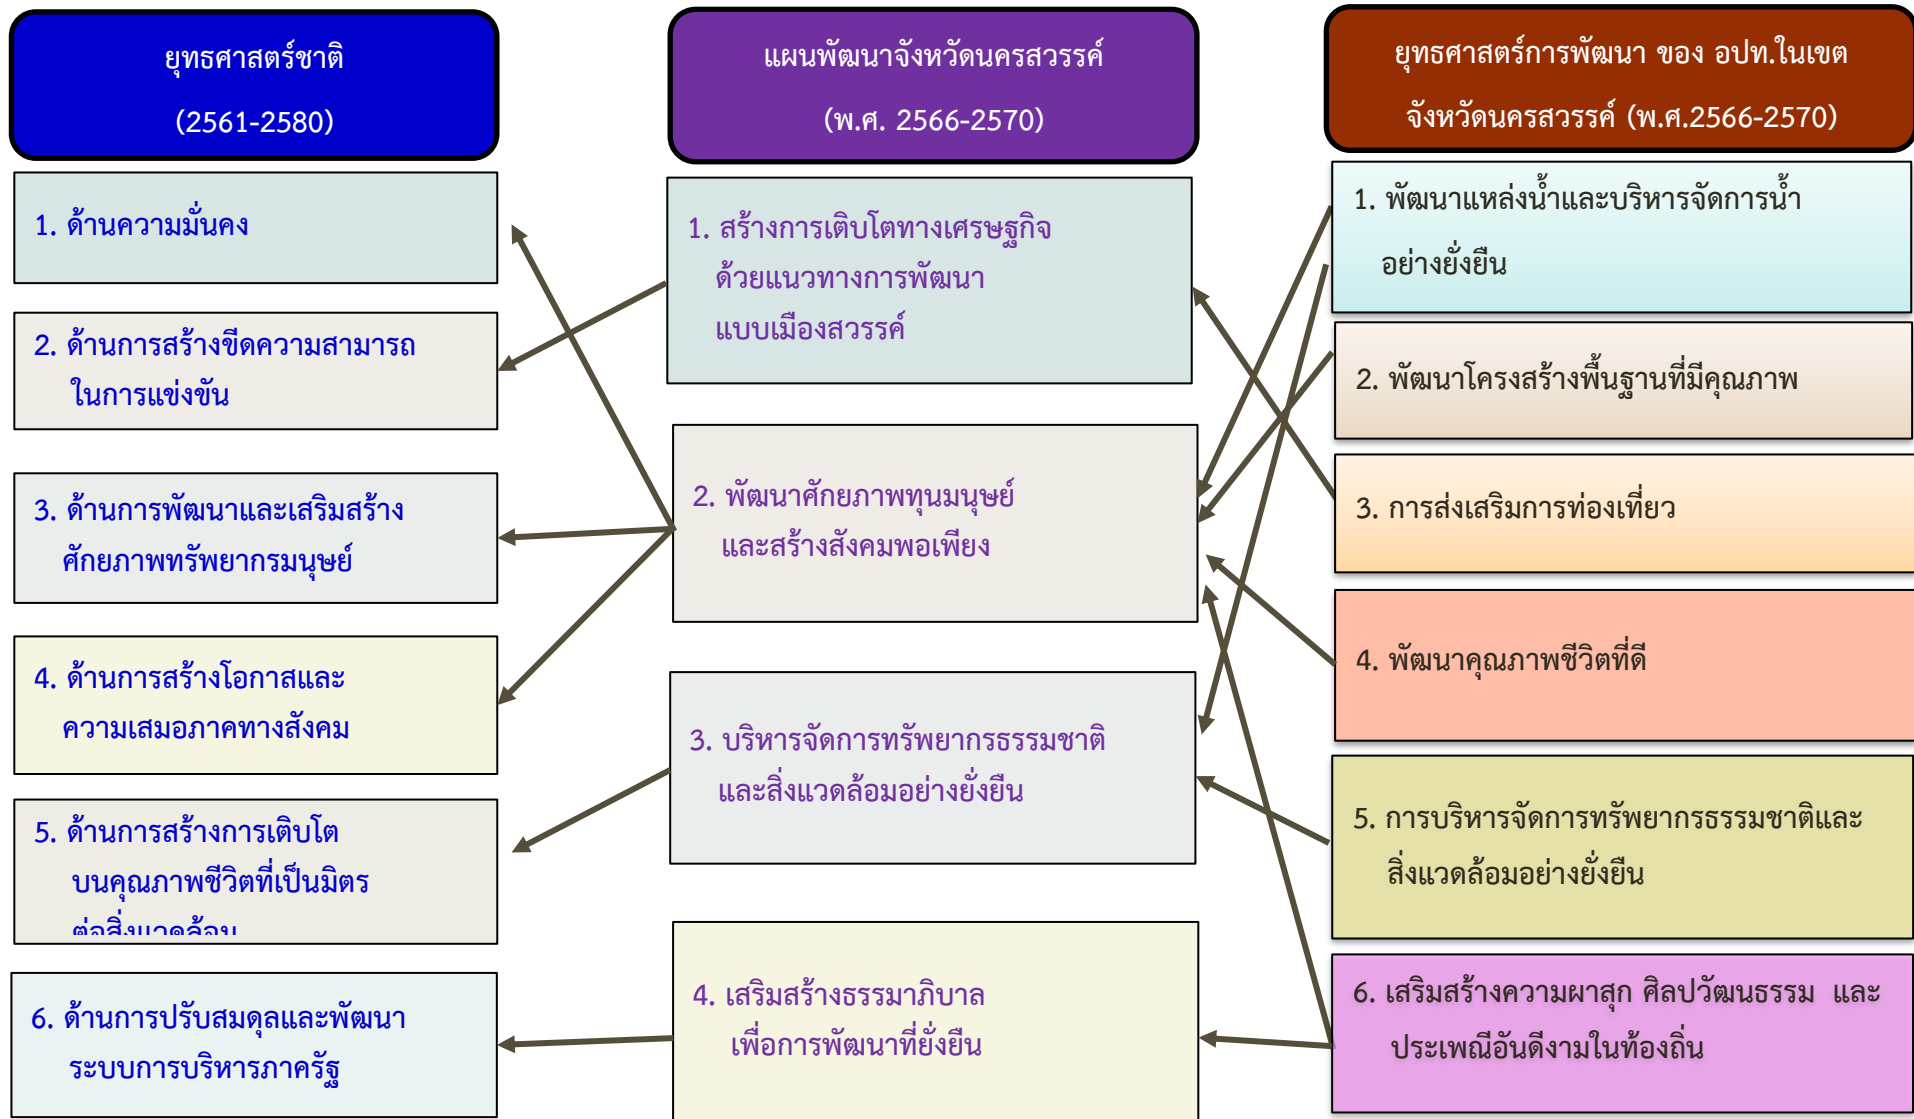 ยุทธศาสตร์ชาติ
(2561-2580)
1. ด้านความมั่นคง
2. ด้านการสร้างขีดความสามารถ
ในการแข่งขัน
3. ด้านการพัฒนาและเสริมสร้าง
ศักยภาพทรัพยากรมนุษย์
4. ด้านการสร้างโอกาสและ
ความเสมอภาคทางสังคม
5. ด้านการสร้างการเติบโต
บนคุณภาพชีวิตที่เป็นมิตร
ต่อสิ่งแวดล้อม
6. ด้านการปรับสมดุลและพัฒนา
ระบบการบริหารภาครัฐ
แผนพัฒนาจังหวัดนครสวรรค์
(พ.ศ. 2566-2570)
1. สร้างการเติบโตทางเศรษฐกิจ
ด้วยแนวทางการพัฒนา
แบบเมืองสวรรค์
2. พัฒนาศักยภาพทุนมนุษย์
และสร้างสังคมพอเพียง
3. บริหารจัดการทรัพยากรธรรมชาติ
และสิ่งแวดล้อมอย่างยั่งยืน
4. เสริมสร้างธรรมาภิบาล
เพื่อการพัฒนาที่ยั่งยืน
ยุทธศาสตร์การพัฒนา ของ อปท.ในเขต
จังหวัดนครสวรรค์ (พ.ศ.2566-2570)
1. พัฒนาแหล่งน้ำและบริหารจัดการน้ำ
อย่างยั่งยืน
2. พัฒนาโครงสร้างพื้นฐานที่มีคุณภาพ
3. การส่งเสริมการท่องเที่ยว
4. พัฒนาคุณภาพชีวิตที่ดี
5. การบริหารจัดการทรัพยากรธรรมชาติและ
สิ่งแวดล้อมอย่างยั่งยืน
6. เสริมสร้างความผาสุก ศิลปวัฒนธรรม และ
ประเพณีอันดีงามในท้องถิ่น